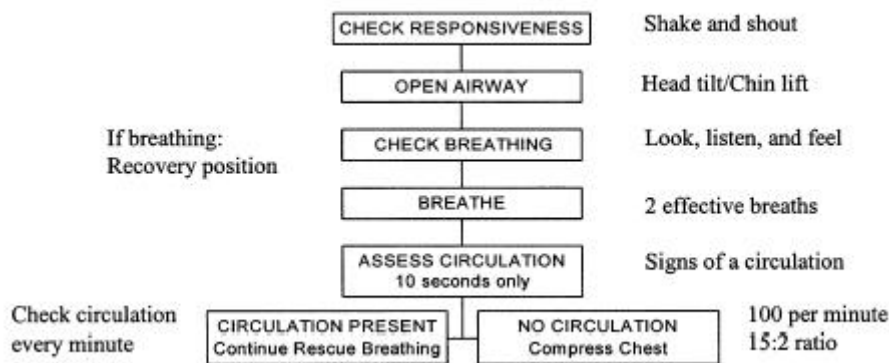 CHECK RESPONSIVENESS
Shake and shout
OPEN AIRWAY
Head tilt/Chin lift
If breathing:
Recovery position
CHECK BREATHING
Look, listen, and feel
BREATHE
2 effective breaths
ASSESS CIRCULATION
10 seconds only
Signs of a circulation
Check circulation
every minute
CIRCULATION PRESENT
Continue Rescue Breathing
NO CIRCULATION
Compress Chest
100 per minute
15:2 ratio